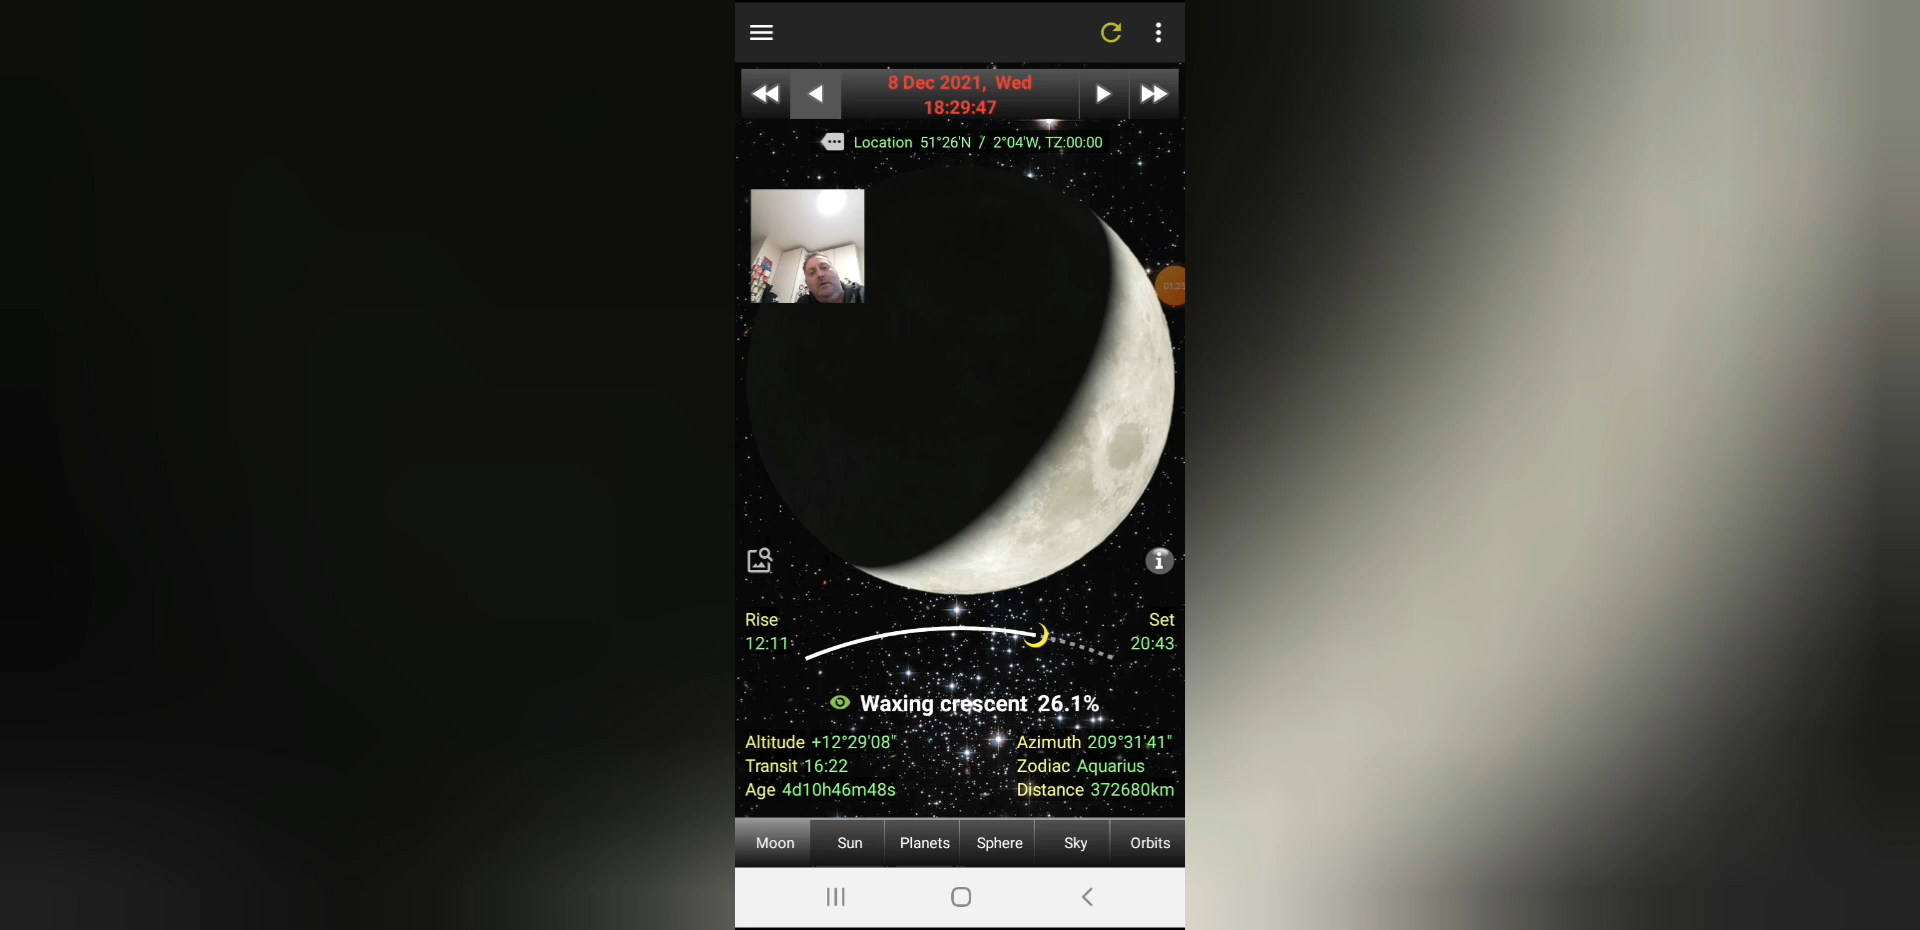 8 Dec 2021, Wed
18:29:47
Location 51°26'N / 2°04'W, TZ:00:00
01:25
Rise
Set
12:11
20:43
Waxing crescent 26.1%
Altitude +12°29'08"
Azimuth 209°31'41"
Transit 16:22
Zodiac Aquarius
Age 4d10h46m48s
Distance 372680km
Moon Sun Planets Sphere Sky Orbits